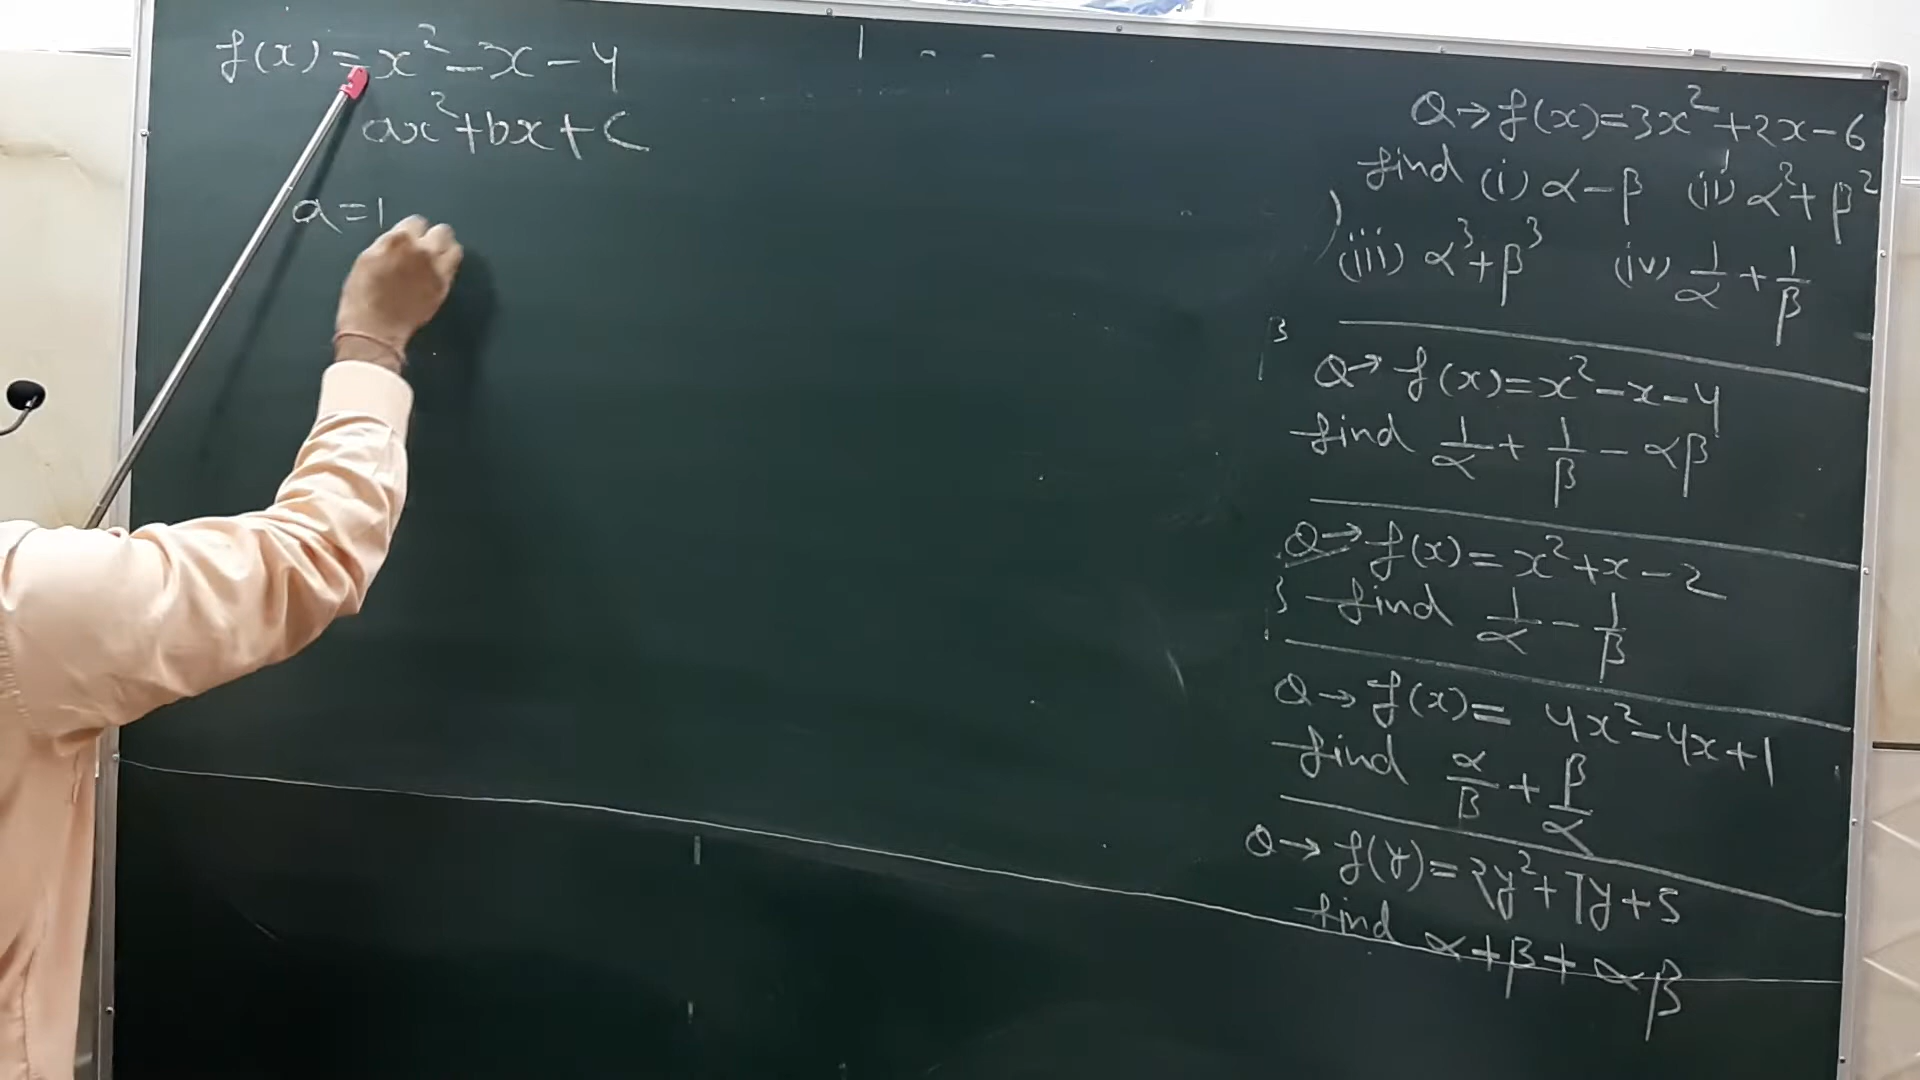 f(x) = x² - x - 4
ax² + bx + c
a = 1
Q → f(x) = 3x² + 2x - 6
find (i) α - β (ii) α² + β²
(iii) α³ + β³ (iv) 1/α + 1/β
Q → f(x) = x² - x - 4
find 1/α + 1/β - αβ
Q → f(x) = x² + x - 2
find 1/α - 1/β
Q → f(x) = 4x² - 4x + 1
find α/β + β/α
Q → f(y) = 2y² + 7y + 5
find α + β + αβ